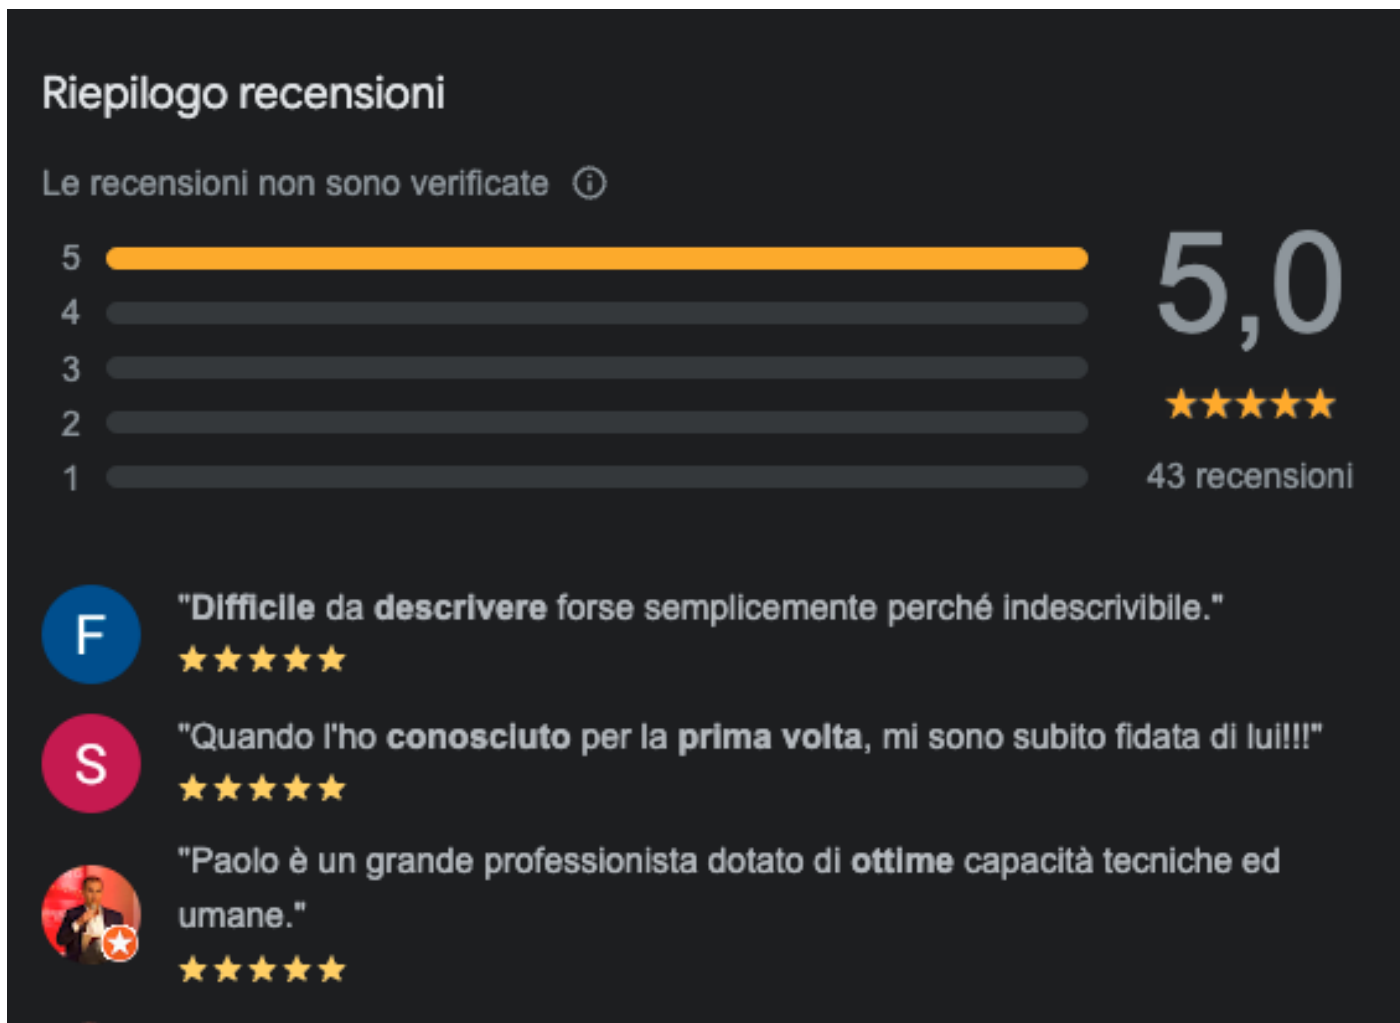 Riepilogo recensioni
Le recensioni non sono verificate
5
4
3
2
1
5,0
43 recensioni
F
"Difficile da descrivere forse semplicemente perché indescrivibile."
S
"Quando l'ho conosciuto per la prima volta, mi sono subito fidata di lui!!!"
"Paolo è un grande professionista dotato di ottime capacità tecniche ed
umane."